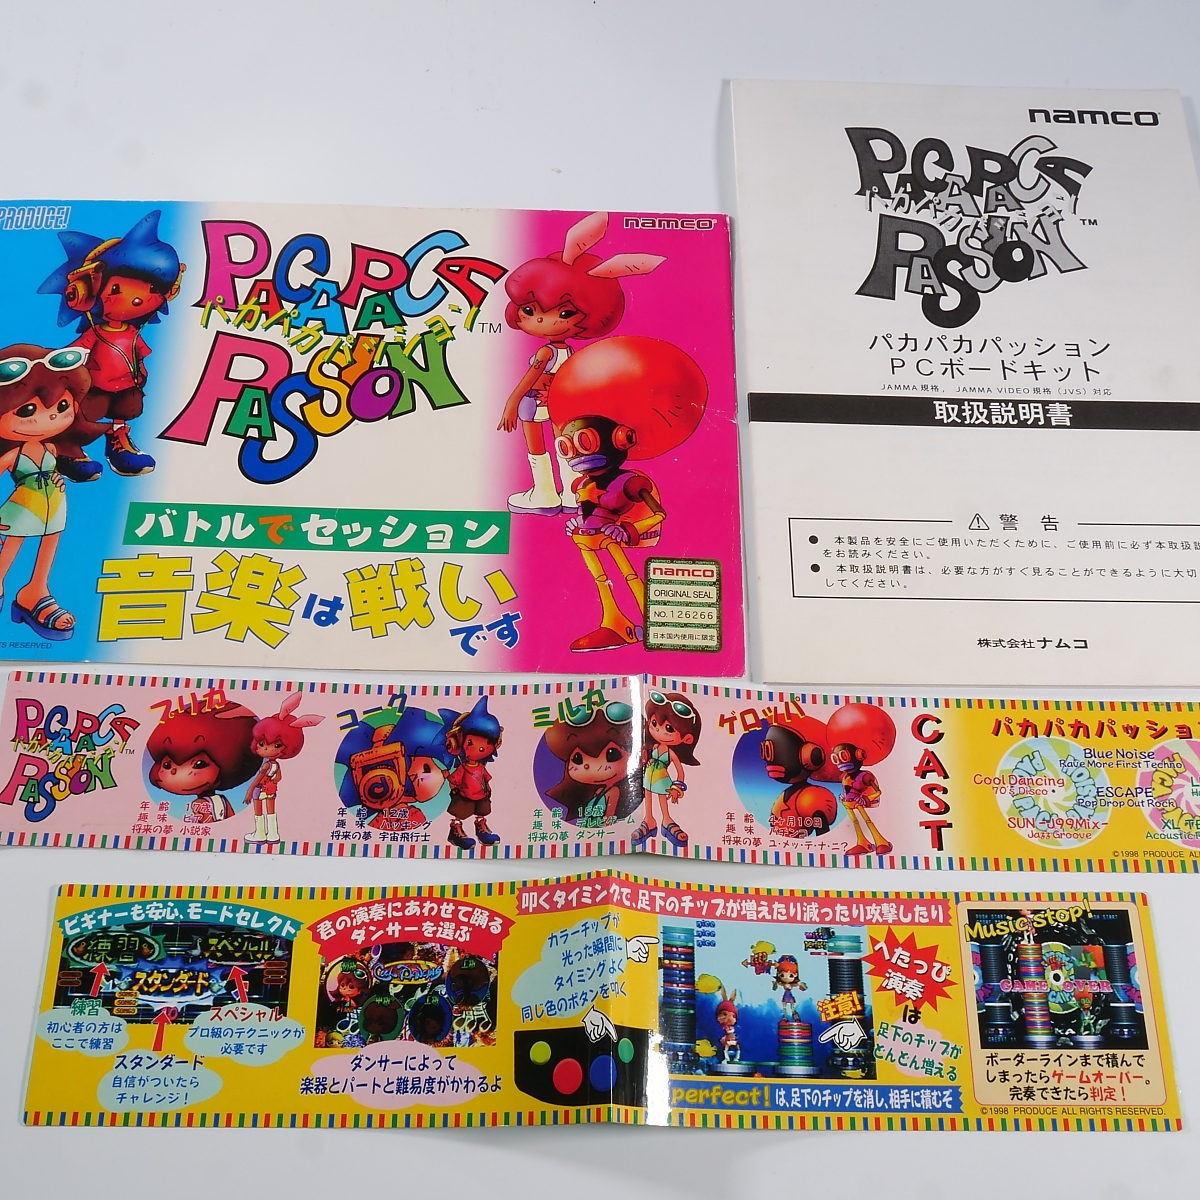 PRODUCE!
namco
PACAPACA
パカパカパッション
PASSION
TM
バトルでセッション
音楽は戦いです
namco
ORIGINAL SEAL
NO.126266
日本国内使用に限定
TS RESERVED.
namco
PACAPACA
パカパカパッション
PASSION
TM
パカパカパッション
PCボードキット
JAMMA規格, JAMMA VIDEO規格(JVS)対応
取扱説明書
警告
● 本製品を安全にご使用いただくために、ご使用前に必ず本取扱説
をお読みください。
● 本取扱説明書は、必要な方がすぐ見ることができるように大切
してください。
株式会社ナムコ
PACAPACA
パカパカパッション
PASSION
TM
マリカ
年齢 17歳
趣味 ピアノ
将来の夢 小説家
コーク
年齢 12歳
趣味 ハッキング
将来の夢 宇宙飛行士
ミルカ
年齢 15歳
趣味 テレビゲーム
将来の夢 ダンサー
ゲロッパ
年齢 4ヶ月10日
趣味 パチンコ
将来の夢 ユ・メ・ッ・テ・ナ・ニ?
CAST
パカパカパッショ
Blue Noise
Rave More First Techno
Cool Dancing
'70's Disco
ESCAPE
Pop Drop Out Rock
SUN -J99Mix-
Jazz Groove
©1998 PRODUCE AL
ビギナーも安心、モードセレクト
練習
スペシャル
スタンダード
練習
初心者の方は
ここで練習
スペシャル
プロ級のテクニックが
必要です
スタンダード
自信がついたら
チャレンジ!
君の演奏にあわせて踊る
ダンサーを選ぶ
ダンサーによって
楽器とパートと難易度がかわるよ
叩くタイミングで、足下のチップが増えたり減ったり攻撃したり
カラーチップが
光った瞬間に
タイミングよく
同じ色のボタンを叩く
nice
nice
nice
注意!
へたっぴ
演奏
は
足下のチップが
どんどん増える
perfect!は、足下のチップを消し、相手に積むぞ
Music stop!
GAME OVER
ボーダーラインまで積んで
しまったらゲームオーバー。
完奏できたら判定!
©1998 PRODUCE ALL RIGHTS RESERVED.